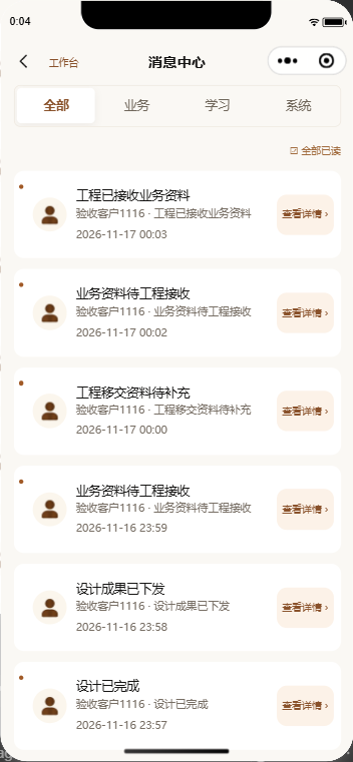 0:04
工作台
消息中心
全部
业务
学习
系统
全部已读
工程已接收业务资料
验收客户1116 · 工程已接收业务资料
2026-11-17 00:03
查看详情 ›
业务资料待工程接收
验收客户1116 · 业务资料待工程接收
2026-11-17 00:02
查看详情 ›
工程移交资料待补充
验收客户1116 · 工程移交资料待补充
2026-11-17 00:00
查看详情 ›
业务资料待工程接收
验收客户1116 · 业务资料待工程接收
2026-11-16 23:59
查看详情 ›
设计成果已下发
验收客户1116 · 设计成果已下发
2026-11-16 23:58
查看详情 ›
设计已完成
验收客户1116 · 设计已完成
2026-11-16 23:57
查看详情 ›